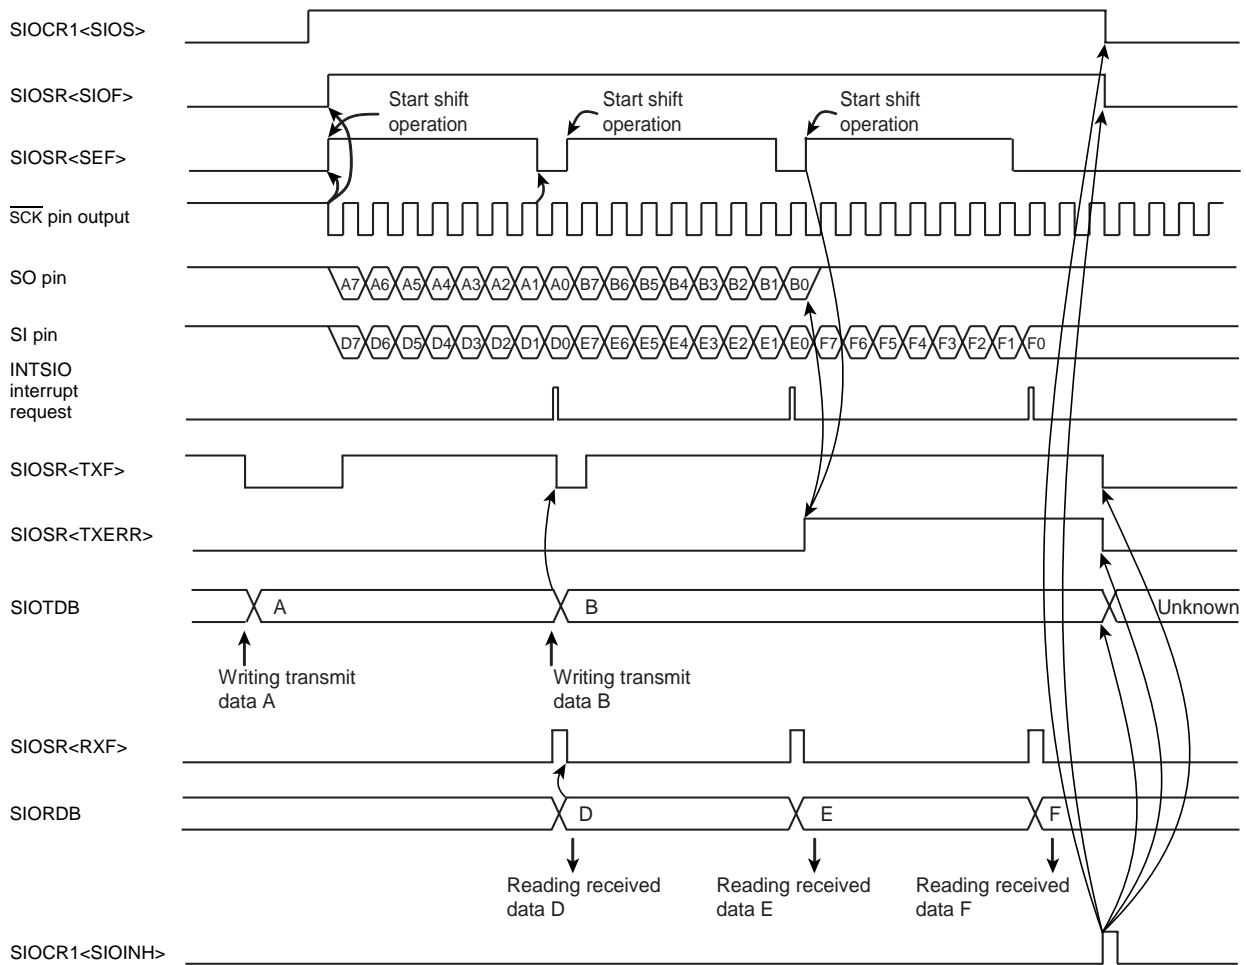 SIOCR1<SIOS>
SIOSR<SIOF>
Start shift
operation
Start shift
operation
Start shift
operation
SIOSR<SEF>
SCK pin output
SO pin
A7 A6 A5 A4 A3 A2 A1 A0 B7 B6 B5 B4 B3 B2 B1 B0
SI pin
D7 D6 D5 D4 D3 D2 D1 D0 E7 E6 E5 E4 E3 E2 E1 E0 F7 F6 F5 F4 F3 F2 F1 F0
INTSIO
interrupt
request
SIOSR<TXF>
SIOSR<TXERR>
SIOTDB
A
B
Unknown
Writing transmit
data A
Writing transmit
data B
SIOSR<RXF>
SIORDB
D
E
F
Reading received
data D
Reading received
data E
Reading received
data F
SIOCR1<SIOINH>